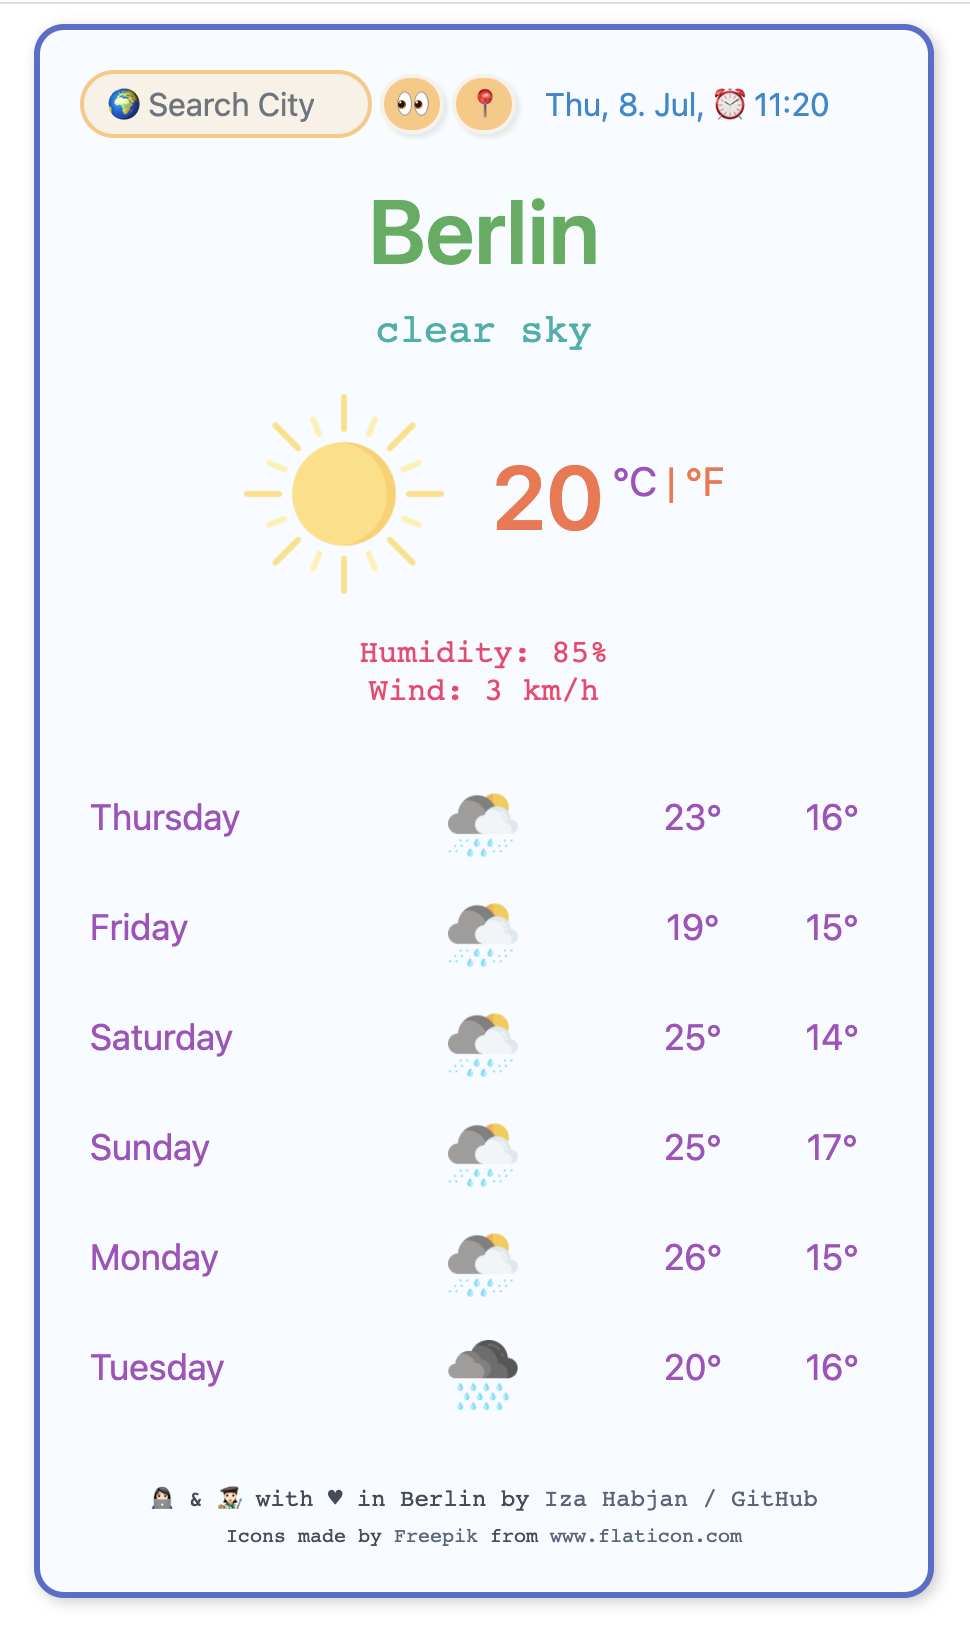 🌍 Search City 👀 📍 Thu, 8. Jul, ⏰ 11:20
Berlin
clear sky
20 °C | °F
Humidity: 85%
Wind: 3 km/h
Thursday 23° 16°
Friday 19° 15°
Saturday 25° 14°
Sunday 25° 17°
Monday 26° 15°
Tuesday 20° 16°
👩🏻‍💻 & 👩🏻‍🎨 with ♥ in Berlin by Iza Habjan / GitHub
Icons made by Freepik from www.flaticon.com